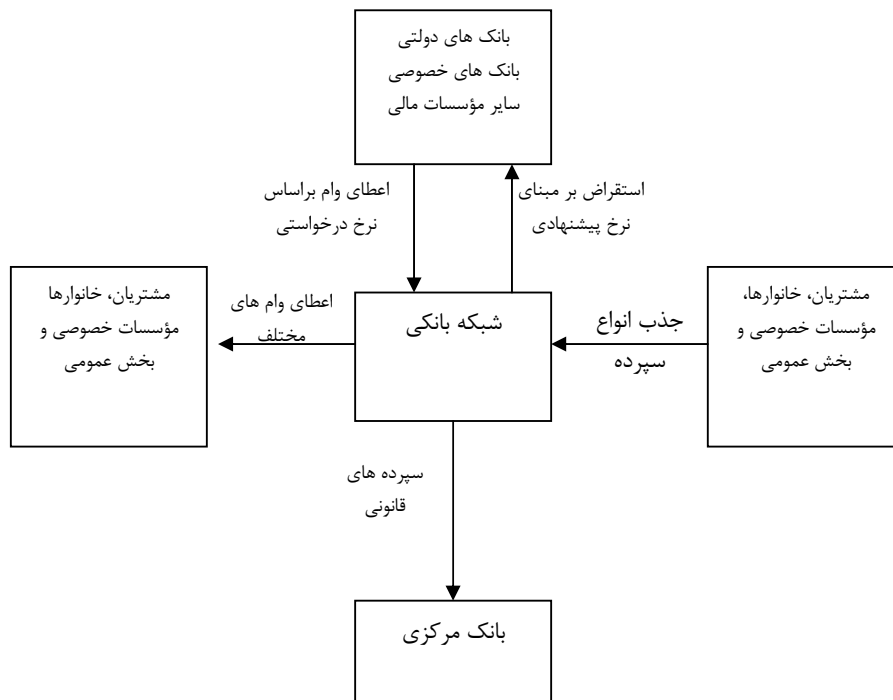 بانک های دولتی
بانک های خصوصی
سایر مؤسسات مالی
استقراض بر مبنای
نرخ پیشنهادی
اعطای وام براساس
نرخ درخواستی
مشتریان، خانوارها،
مؤسسات خصوصی و
بخش عمومی
جذب انواع
سپرده
شبکه بانکی
اعطای وام های
مختلف
مشتریان، خانوارها
مؤسسات خصوصی و
بخش عمومی
سپرده های
قانونی
بانک مرکزی